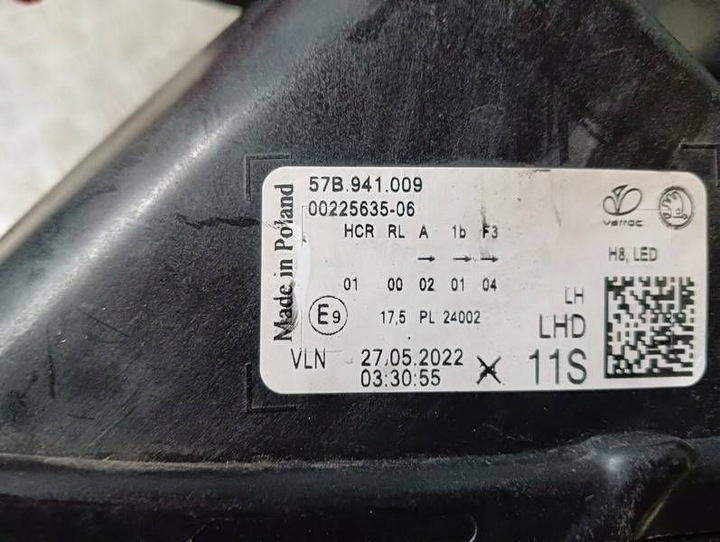 Made in Poland
57B.941.009
00225635-06
HCR RL A 1b F3
→ → →
01 00 02 01 04
E9 17,5 PL 24002
VLN 27.05.2022
03:30:55
varroc
H8, LED
LH
LHD
11S